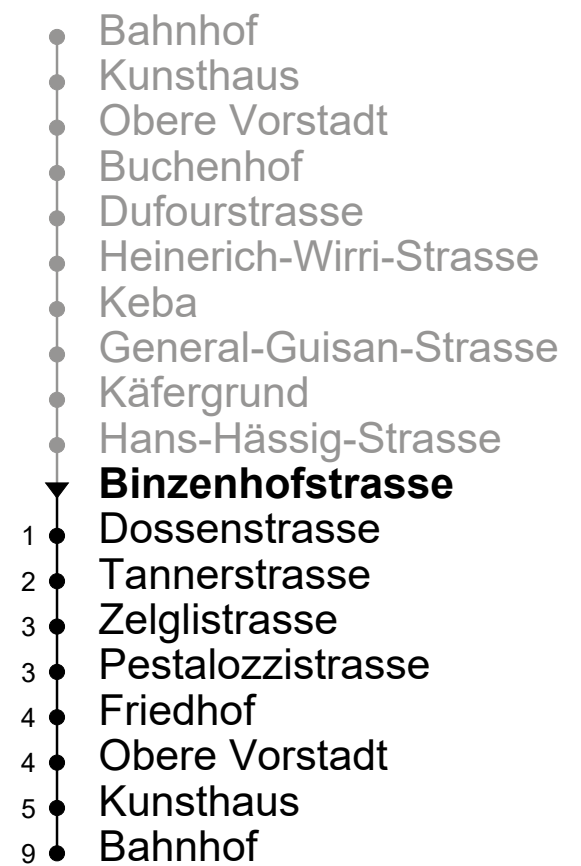 Bahnhof
Kunsthaus
Obere Vorstadt
Buchenhof
Dufourstrasse
Heinerich-Wirri-Strasse
Keba
General-Guisan-Strasse
Käfergrund
Hans-Hässig-Strasse
Binzenhofstrasse
1 Dossenstrasse
2 Tannerstrasse
3 Zelglistrasse
3 Pestalozzistrasse
4 Friedhof
4 Obere Vorstadt
5 Kunsthaus
9 Bahnhof